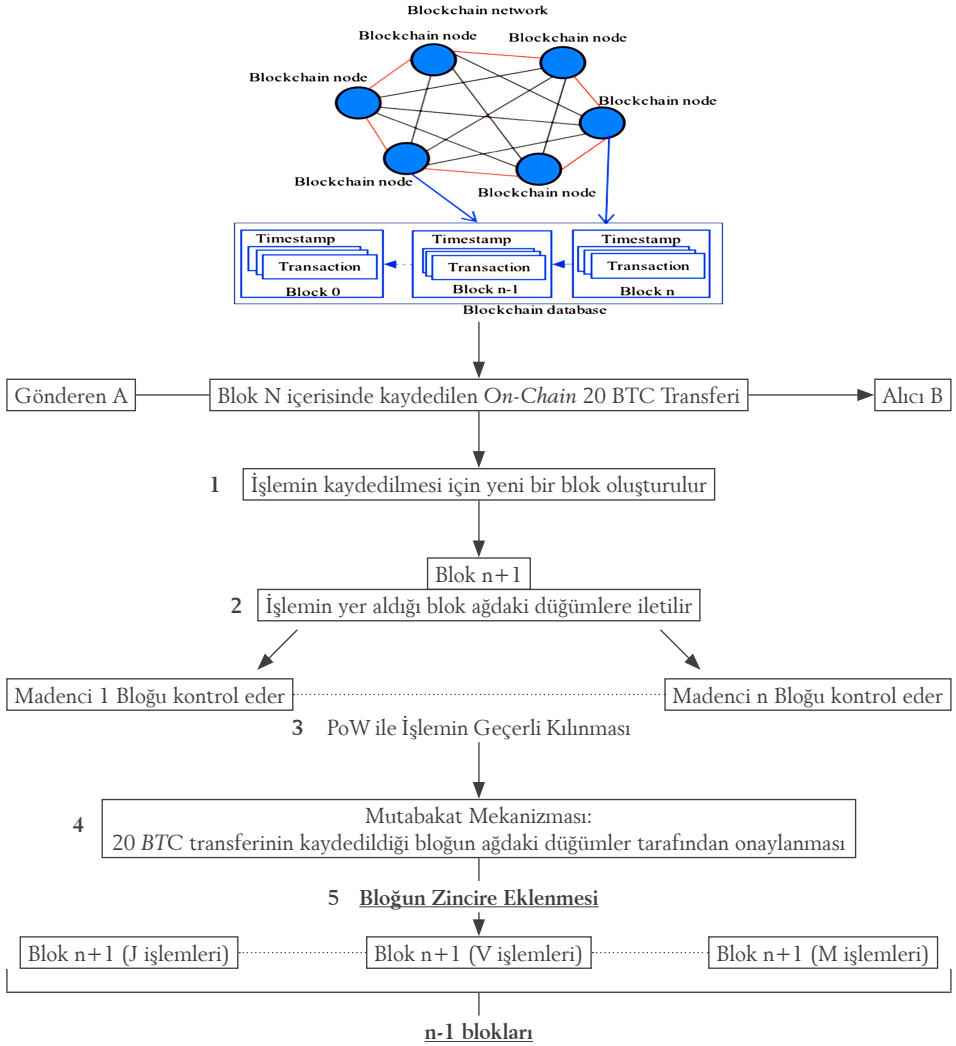 Blockchain network
Blockchain node
Blockchain node
Blockchain node
Blockchain node
Blockchain node
Blockchain node
Timestamp
Transaction
Block 0
Timestamp
Transaction
Block n-1
Timestamp
Transaction
Block n
Blockchain database
Gönderen A
Blok N içerisinde kaydedilen On-Chain 20 BTC Transferi
Alıcı B
1 İşlemin kaydedilmesi için yeni bir blok oluşturulur
Blok n+1
2 İşlemin yer aldığı blok ağdaki düğümlere iletilir
Madenci 1 Bloğu kontrol eder
Madenci n Bloğu kontrol eder
3 PoW ile İşlemin Geçerli Kılınması
4 Mutabakat Mekanizması:
20 BTC transferinin kaydedildiği bloğun ağdaki düğümler tarafından onaylanması
5 Bloğun Zincire Eklenmesi
Blok n+1 (J işlemleri)
Blok n+1 (V işlemleri)
Blok n+1 (M işlemleri)
n-1 blokları